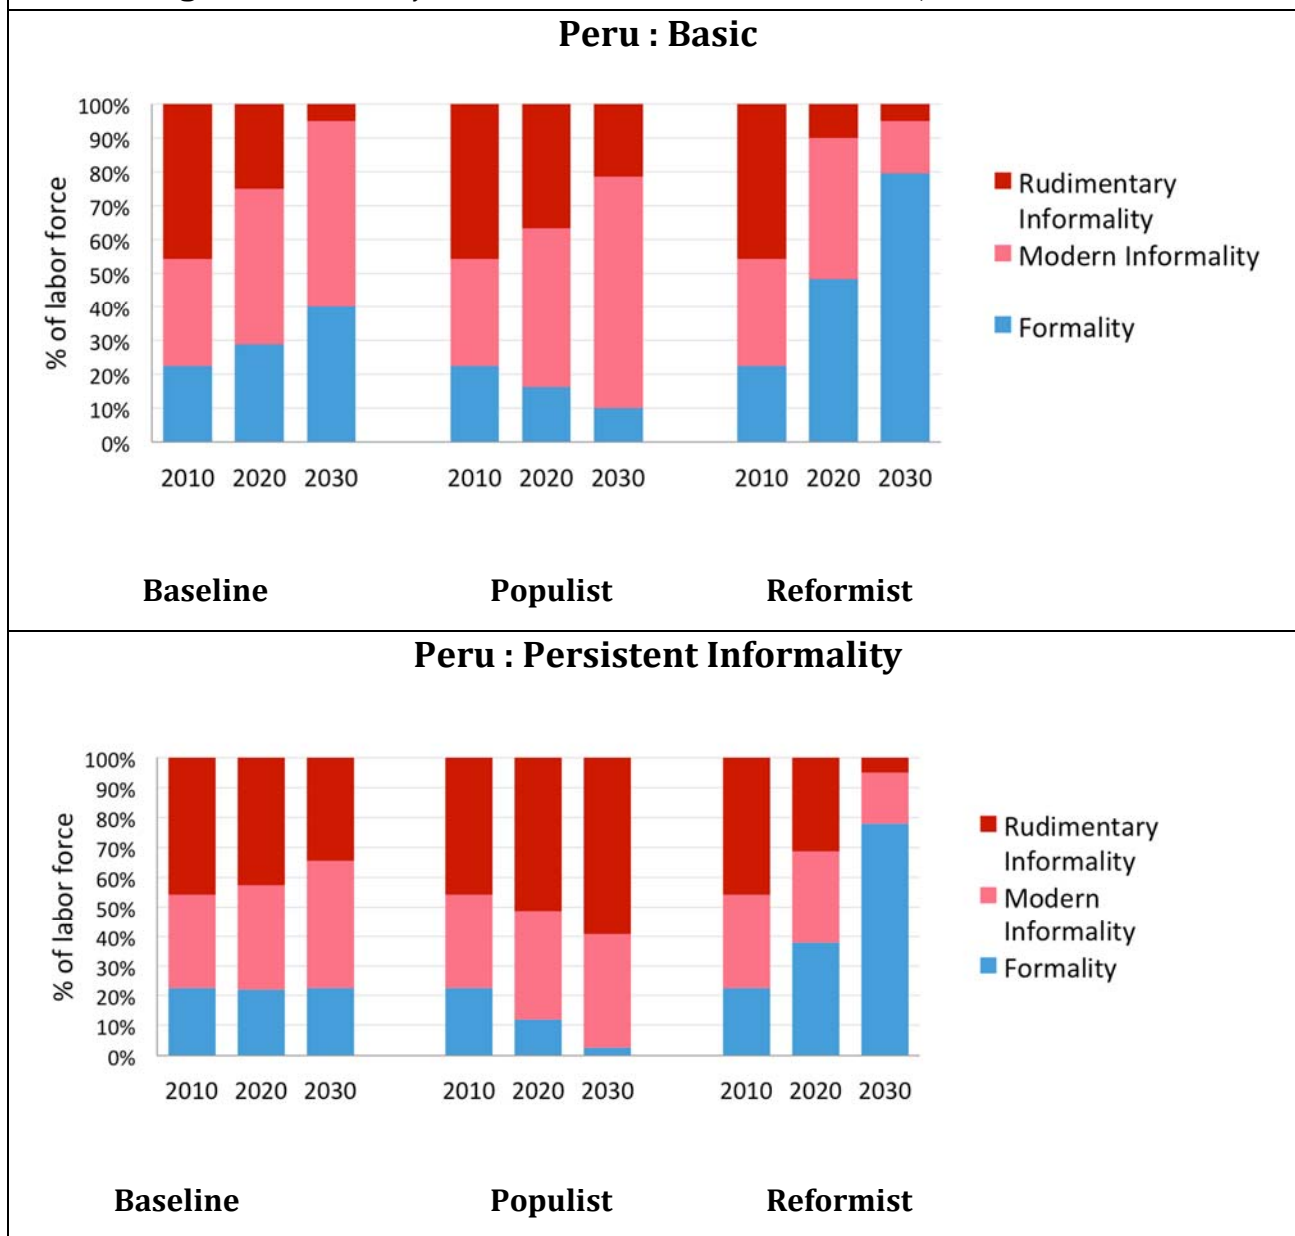 Peru : Basic
100%
90%
80%
70%
60%
50%
40%
30%
20%
10%
0%
% of labor force
2010 2020 2030 2010 2020 2030 2010 2020 2030
Rudimentary
Informality
Modern Informality
Formality
Baseline Populist Reformist
Peru : Persistent Informality
100%
90%
80%
70%
60%
50%
40%
30%
20%
10%
0%
% of labor force
2010 2020 2030 2010 2020 2030 2010 2020 2030
Rudimentary
Informality
Modern
Informality
Formality
Baseline Populist Reformist